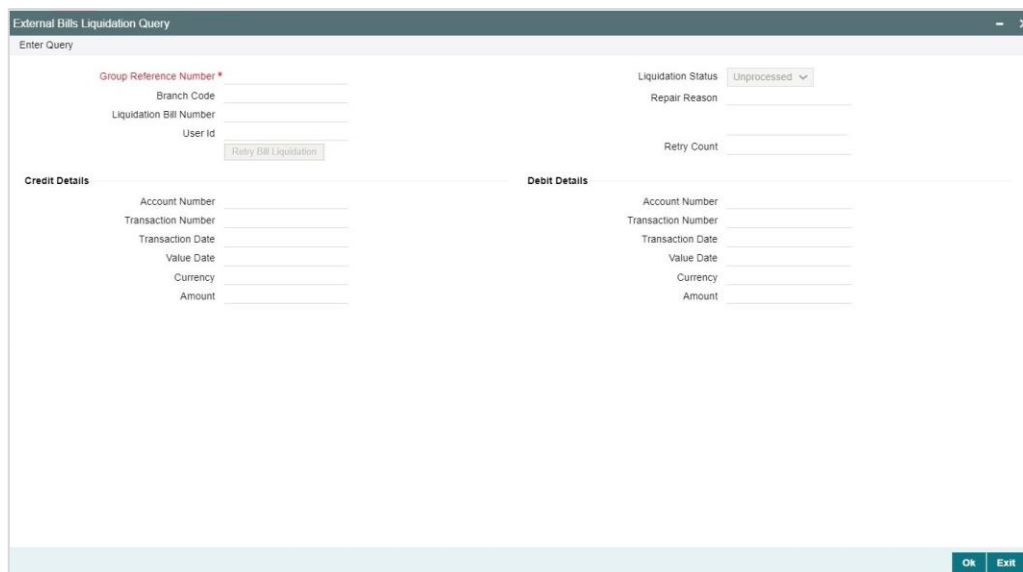 External Bills Liquidation Query
Enter Query
Group Reference Number *
Branch Code
Liquidation Bill Number
User Id
Retry Bill Liquidation
Liquidation Status Unprocessed
Repair Reason
Retry Count
Credit Details
Account Number
Transaction Number
Transaction Date
Value Date
Currency
Amount
Debit Details
Account Number
Transaction Number
Transaction Date
Value Date
Currency
Amount
Ok Exit